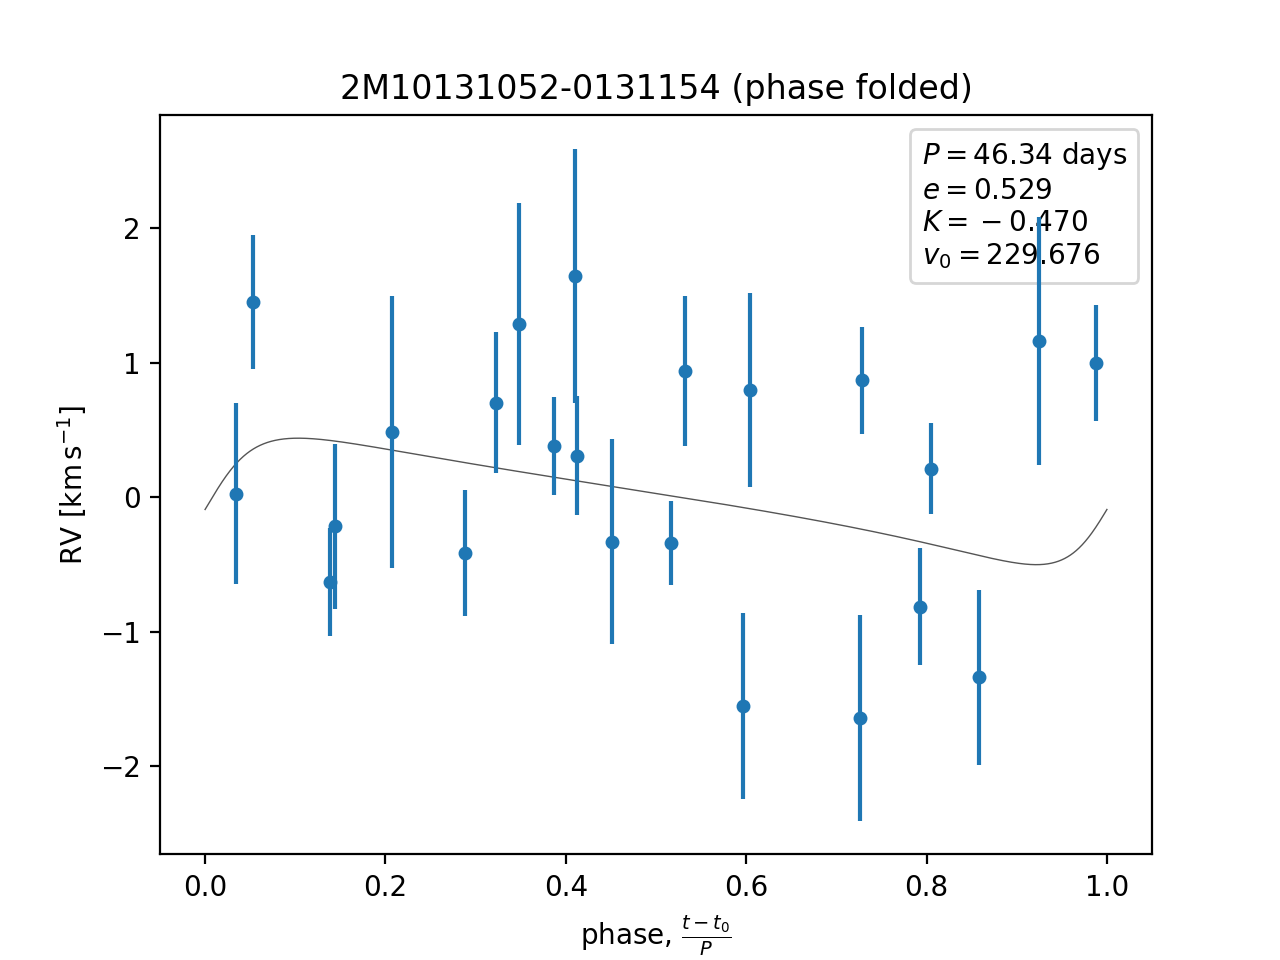 2M10131052-0131154 (phase folded)
P = 46.34 days
e = 0.529
K = −0.470
v₀ = 229.676
2
1
0
−1
−2
RV [km s⁻¹]
0.0 0.2 0.4 0.6 0.8 1.0
phase, (t − t₀)/P